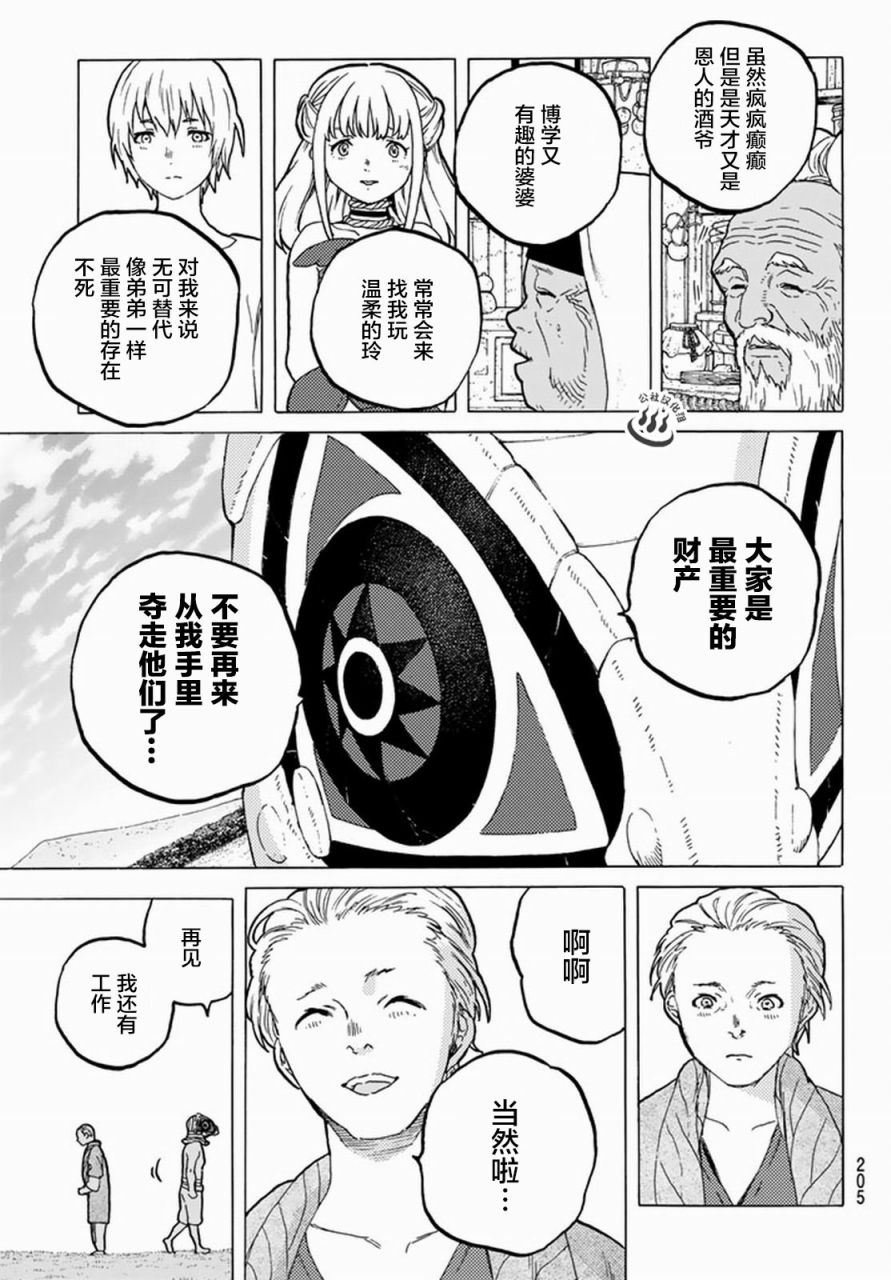 虽然疯疯癫癫
但是是天才又是
恩人的酒爷
博学又
有趣的婆婆
常常会来
找我玩
温柔的玲
对我来说
无可替代
像弟弟一样
最重要的存在
不死
公社汉化组
大家是
最重要的
财产
不要再来
从我手里
夺走他们了…
啊啊
当然啦…
再见
我还有
工作
205